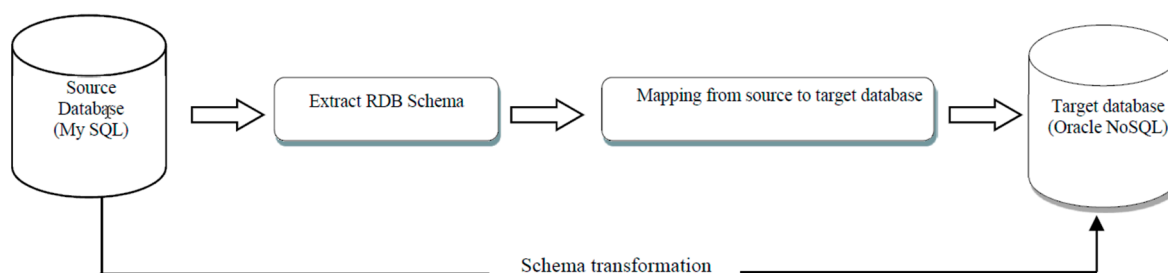 Source
Database
(My SQL)
Extract RDB Schema
Mapping from source to target database
Target database
(Oracle NoSQL)
Schema transformation